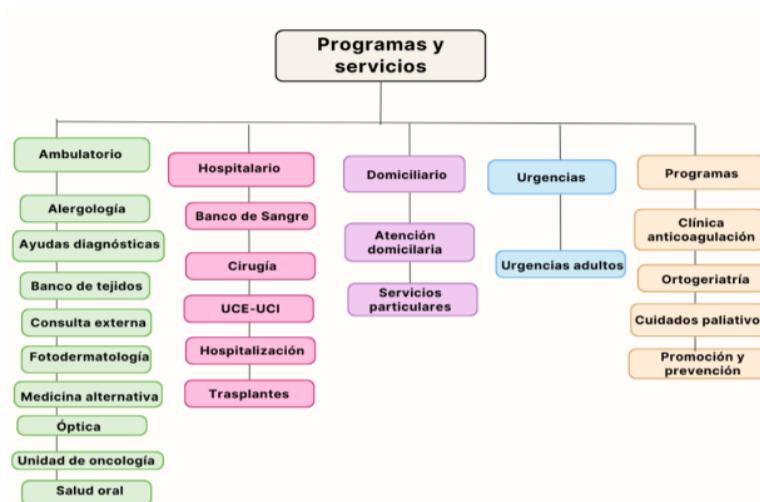 Programas y
servicios
Ambulatorio
Alergología
Ayudas diagnósticas
Banco de tejidos
Consulta externa
Fotodermatología
Medicina alternativa
Óptica
Unidad de oncología
Salud oral
Hospitalario
Banco de Sangre
Cirugía
UCE-UCI
Hospitalización
Trasplantes
Domiciliario
Atención
domicilaria
Servicios
particulares
Urgencias
Urgencias adultos
Programas
Clínica
anticoagulación
Ortogeriatría
Cuidados paliativo
Promoción y
prevención